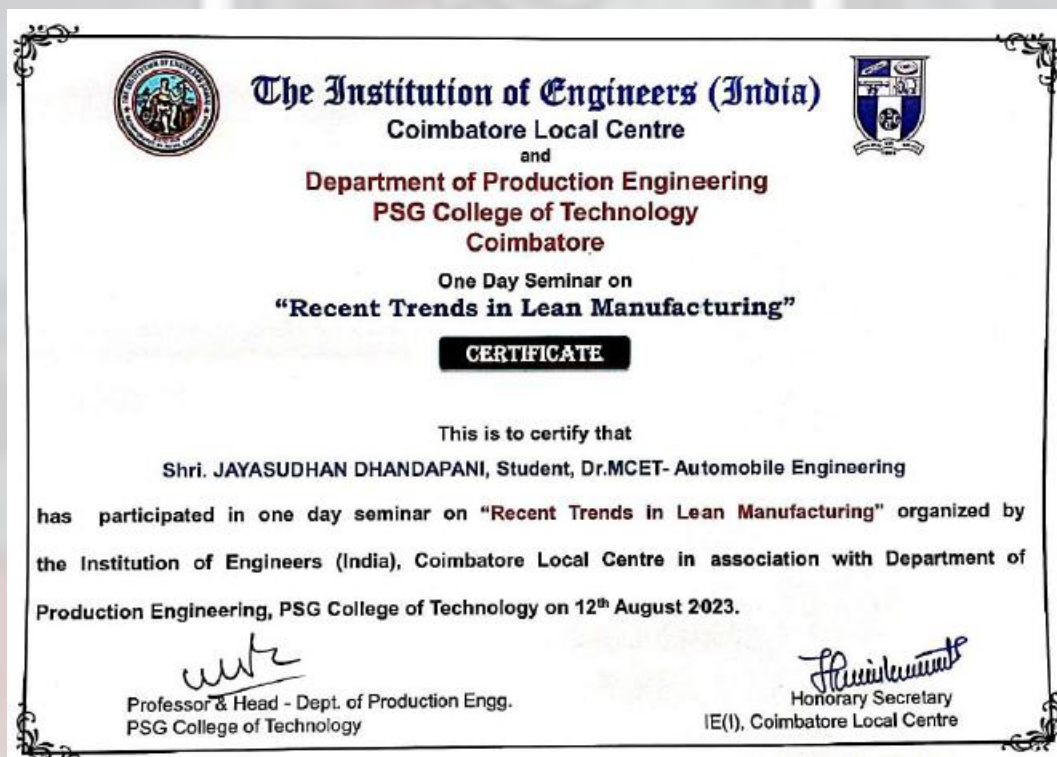 The Institution of Engineers (India)
Coimbatore Local Centre
and
Department of Production Engineering
PSG College of Technology
Coimbatore
One Day Seminar on
“Recent Trends in Lean Manufacturing”
CERTIFICATE
This is to certify that
Shri. JAYASUDHAN DHANDAPANI, Student, Dr.MCET- Automobile Engineering
has participated in one day seminar on “Recent Trends in Lean Manufacturing” organized by
the Institution of Engineers (India), Coimbatore Local Centre in association with Department of
Production Engineering, PSG College of Technology on 12th August 2023.
Professor & Head - Dept. of Production Engg.
PSG College of Technology
Honorary Secretary
IE(I), Coimbatore Local Centre